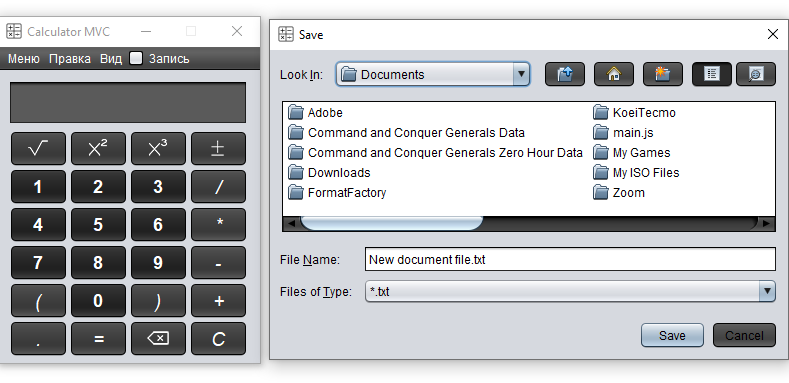 Calculator MVC
Меню Правка Вид Запись
√ X² X³ ±
1 2 3 /
4 5 6 *
7 8 9 -
( 0 ) +
. = C
Save
Look In: Documents
Adobe
Command and Conquer Generals Data
Command and Conquer Generals Zero Hour Data
Downloads
FormatFactory
KoeiTecmo
main.js
My Games
My ISO Files
Zoom
File Name: New document file.txt
Files of Type: *.txt
Save Cancel